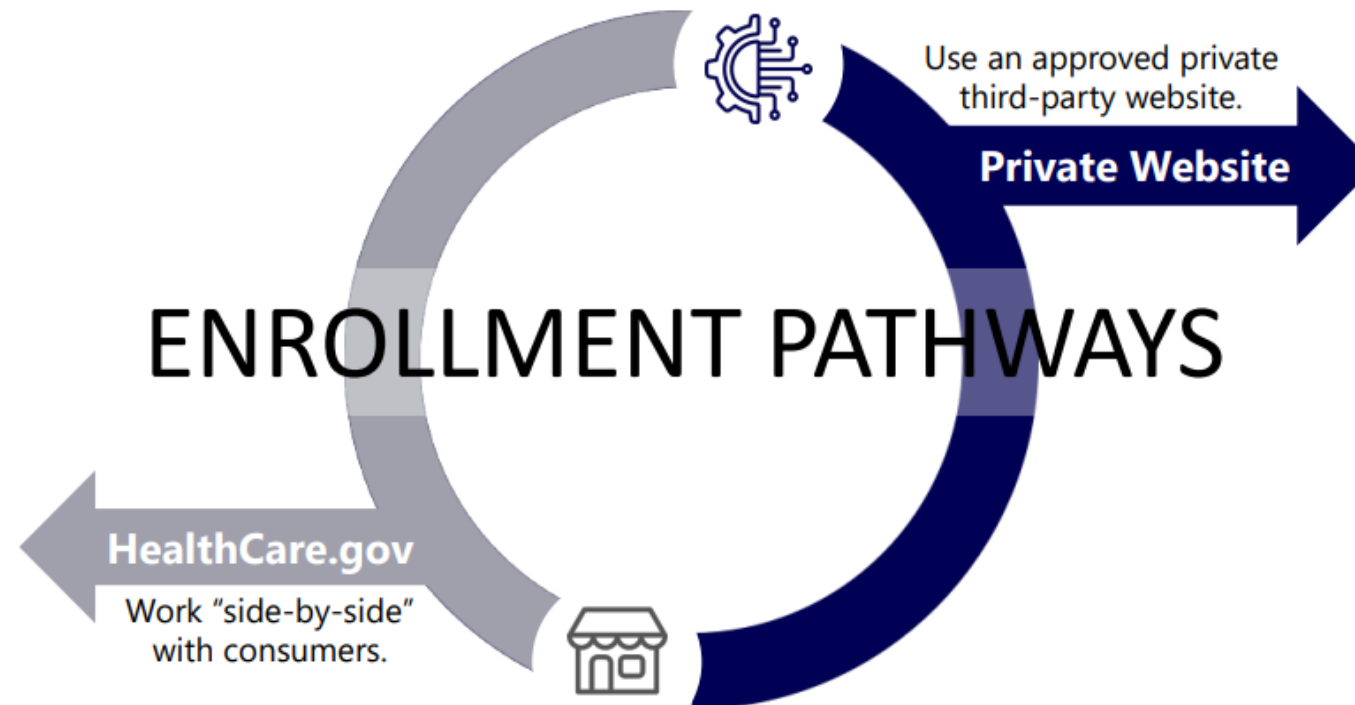 Use an approved private
third-party website.
Private Website
ENROLLMENT PATHWAYS
HealthCare.gov
Work “side-by-side”
with consumers.